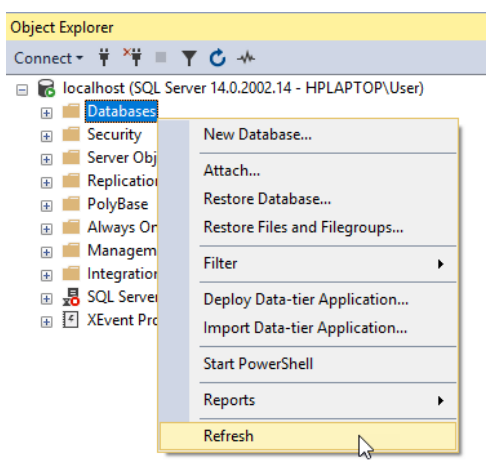 Object Explorer
Connect
localhost (SQL Server 14.0.2002.14 - HPLAPTOP\User)
Databases
Security
Server Obj
Replication
PolyBase
Always On
Managem
Integration
SQL Server
XEvent Pro
New Database...
Attach...
Restore Database...
Restore Files and Filegroups...
Filter
Deploy Data-tier Application...
Import Data-tier Application...
Start PowerShell
Reports
Refresh